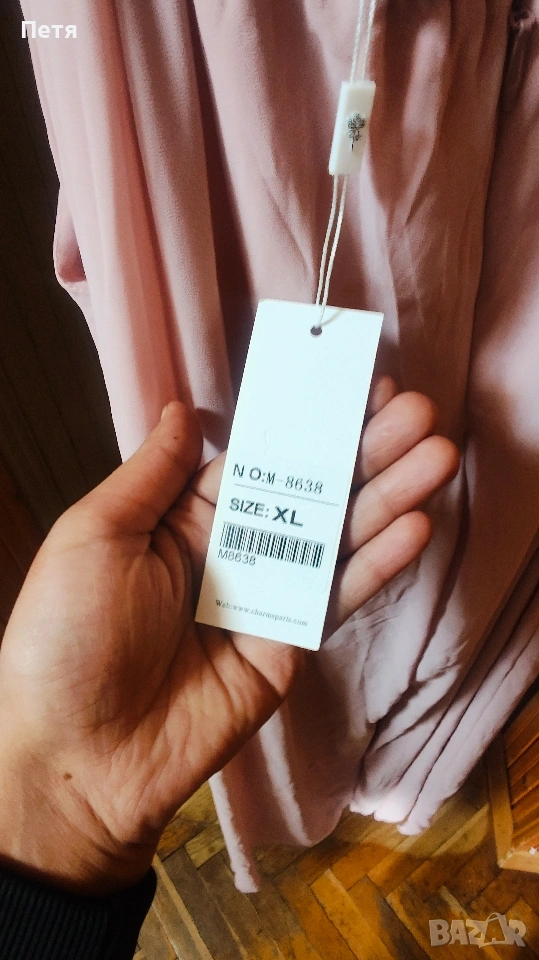 Петя
N O:M-8638
SIZE: XL
M8638
Web:www.charmsparis.com
BAZAR